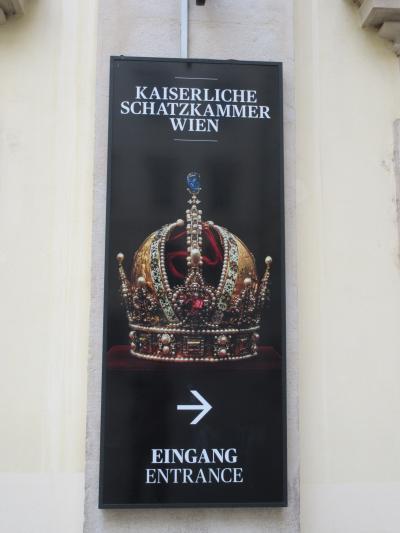 KAISERLICHE
SCHATZKAMMER
WIEN
EINGANG
ENTRANCE